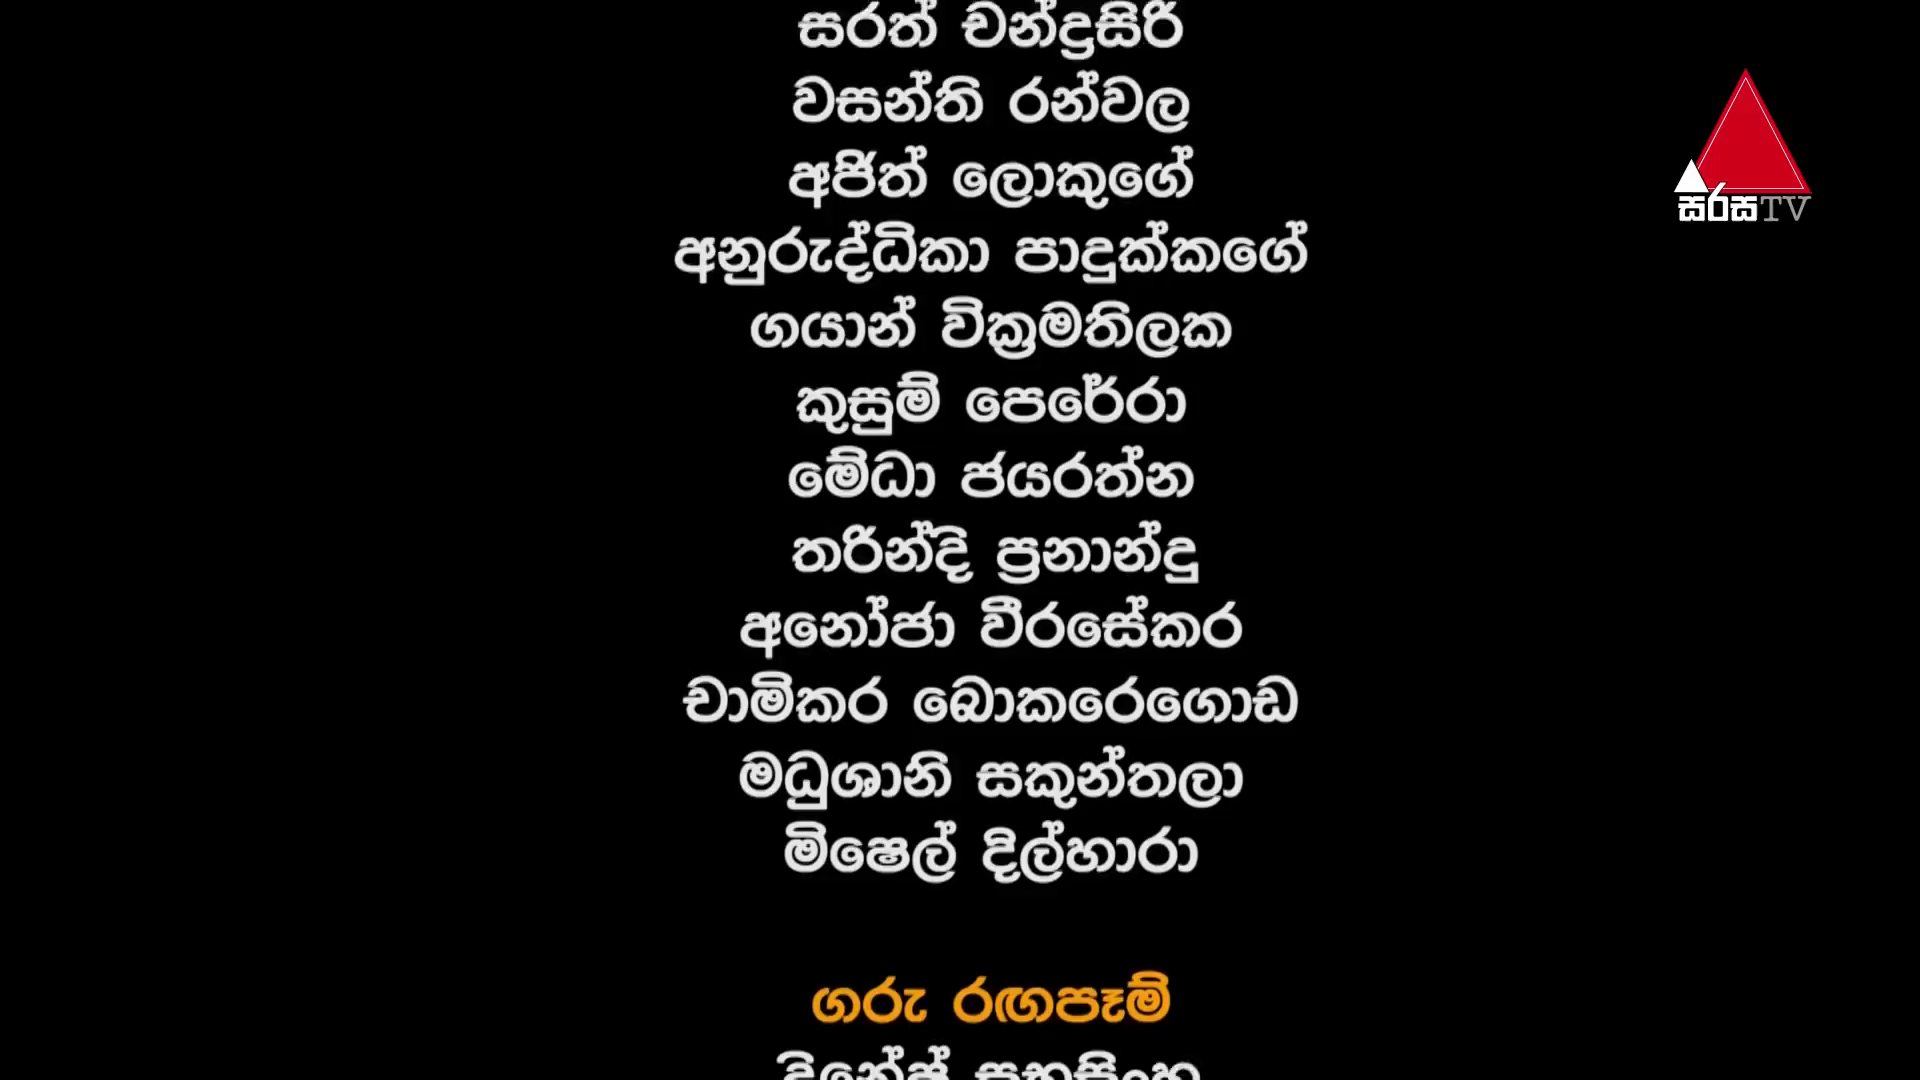 සරත් චන්ද්‍රසිරි
වසන්ති රන්වල
අජිත් ලොකුගේ
අනුරුද්ධිකා පාදුක්කගේ
ගයාන් වික්‍රමතිලක
කුසුම් පෙරේරා
මේධා ජයරත්න
තරින්දි ප්‍රනාන්දු
අනෝජා වීරසේකර
චාමිකර බොකරෙගොඩ
මධුශානි සකුන්තලා
මිෂෙල් දිල්හාරා
ගරු රඟපෑම්
සිරස TV